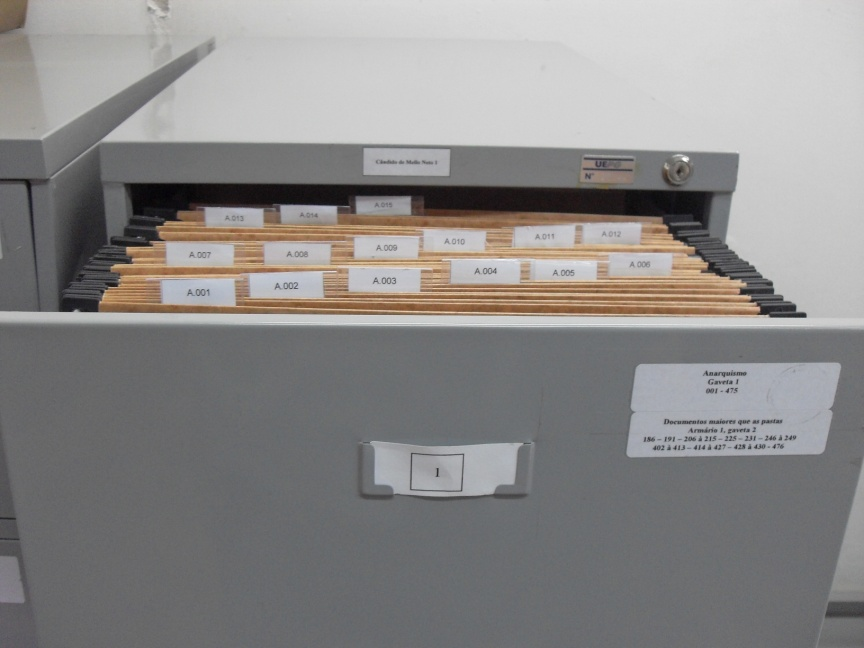 Cândido de Mello Neto 1
UEPG
N°
A.015
A.013
A.014
A.010
A.011
A.012
A.007
A.008
A.009
A.004
A.005
A.006
A.001
A.002
A.003
Anarquismo
Gaveta 1
001 - 475
Documentos maiores que as pastas
Armário 1, gaveta 2
186 – 191 – 206 à 215 – 225 – 231 – 246 à 249
402 à 413 – 414 à 427 – 428 à 430 - 476
1